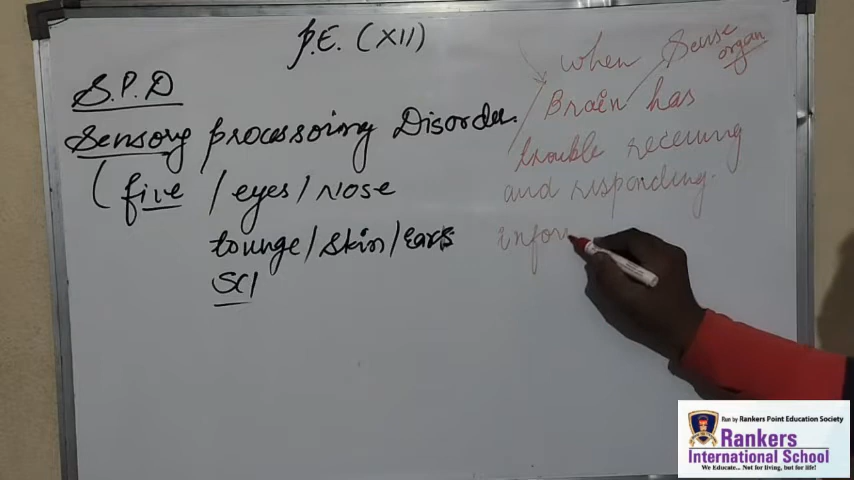 P.E. (XII)
S.P.D
Sensory processoing Disorder.
( five / eyes / Nose
tounge / skin / Ears
SCI
when Sense
organ
Brain has
trouble receiving
and responding.
infor
Run by Rankers Point Education Society
Rankers
International School
We Educate... Not for living, but for life!